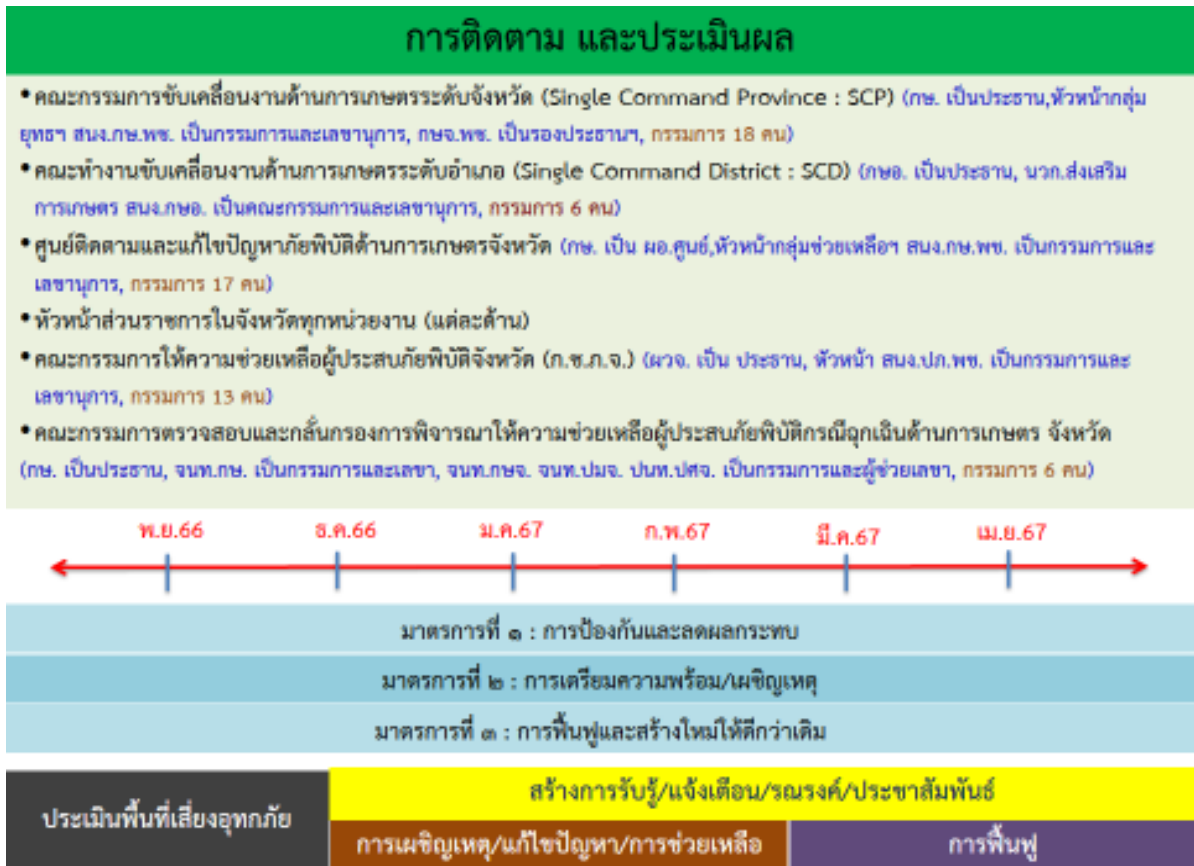 การติดตาม และประเมินผล
•คณะกรรมการขับเคลื่อนงานด้านการเกษตรระดับจังหวัด (Single Command Province : SCP) (กษ. เป็นประธาน,หัวหน้ากลุ่ม
ยุทธฯ สนง.กษ.พช. เป็นกรรมการและเลขานุการ, กษจ.พช. เป็นรองประธานฯ, กรรมการ 18 คน)
•คณะทำงานขับเคลื่อนงานด้านการเกษตรระดับอำเภอ (Single Command District : SCD) (กษอ. เป็นประธาน, นวก.ส่งเสริม
การเกษตร สนง.กษอ. เป็นคณะกรรมการและเลขานุการ, กรรมการ 6 คน)
•ศูนย์ติดตามและแก้ไขปัญหาภัยพิบัติด้านการเกษตรจังหวัด (กษ. เป็น ผอ.ศูนย์,หัวหน้ากลุ่มช่วยเหลือฯ สนง.กษ.พช. เป็นกรรมการและ
เลขานุการ, กรรมการ 17 คน)
•หัวหน้าส่วนราชการในจังหวัดทุกหน่วยงาน (แต่ละด้าน)
•คณะกรรมการให้ความช่วยเหลือผู้ประสบภัยพิบัติจังหวัด (ก.ช.ภ.จ.) (ผวจ. เป็น ประธาน, หัวหน้า สนง.ปภ.พช. เป็นกรรมการและ
เลขานุการ, กรรมการ 13 คน)
•คณะกรรมการตรวจสอบและกลั่นกรองการพิจารณาให้ความช่วยเหลือผู้ประสบภัยพิบัติกรณีฉุกเฉินด้านการเกษตร จังหวัด
(กษ. เป็นประธาน, จนท.กษ. เป็นกรรมการและเลขา, จนท.กษจ. จนท.ปมจ. ปนท.ปศจ. เป็นกรรมการและผู้ช่วยเลขา, กรรมการ 6 คน)
พ.ย.66 ธ.ค.66 ม.ค.67 ก.พ.67 มี.ค.67 เม.ย.67
มาตรการที่ ๑ : การป้องกันและลดผลกระทบ
มาตรการที่ ๒ : การเตรียมความพร้อม/เผชิญเหตุ
มาตรการที่ ๓ : การฟื้นฟูและสร้างใหม่ให้ดีกว่าเดิม
ประเมินพื้นที่เสี่ยงอุทกภัย
สร้างการรับรู้/แจ้งเตือน/รณรงค์/ประชาสัมพันธ์
การเผชิญเหตุ/แก้ไขปัญหา/การช่วยเหลือ
การฟื้นฟู